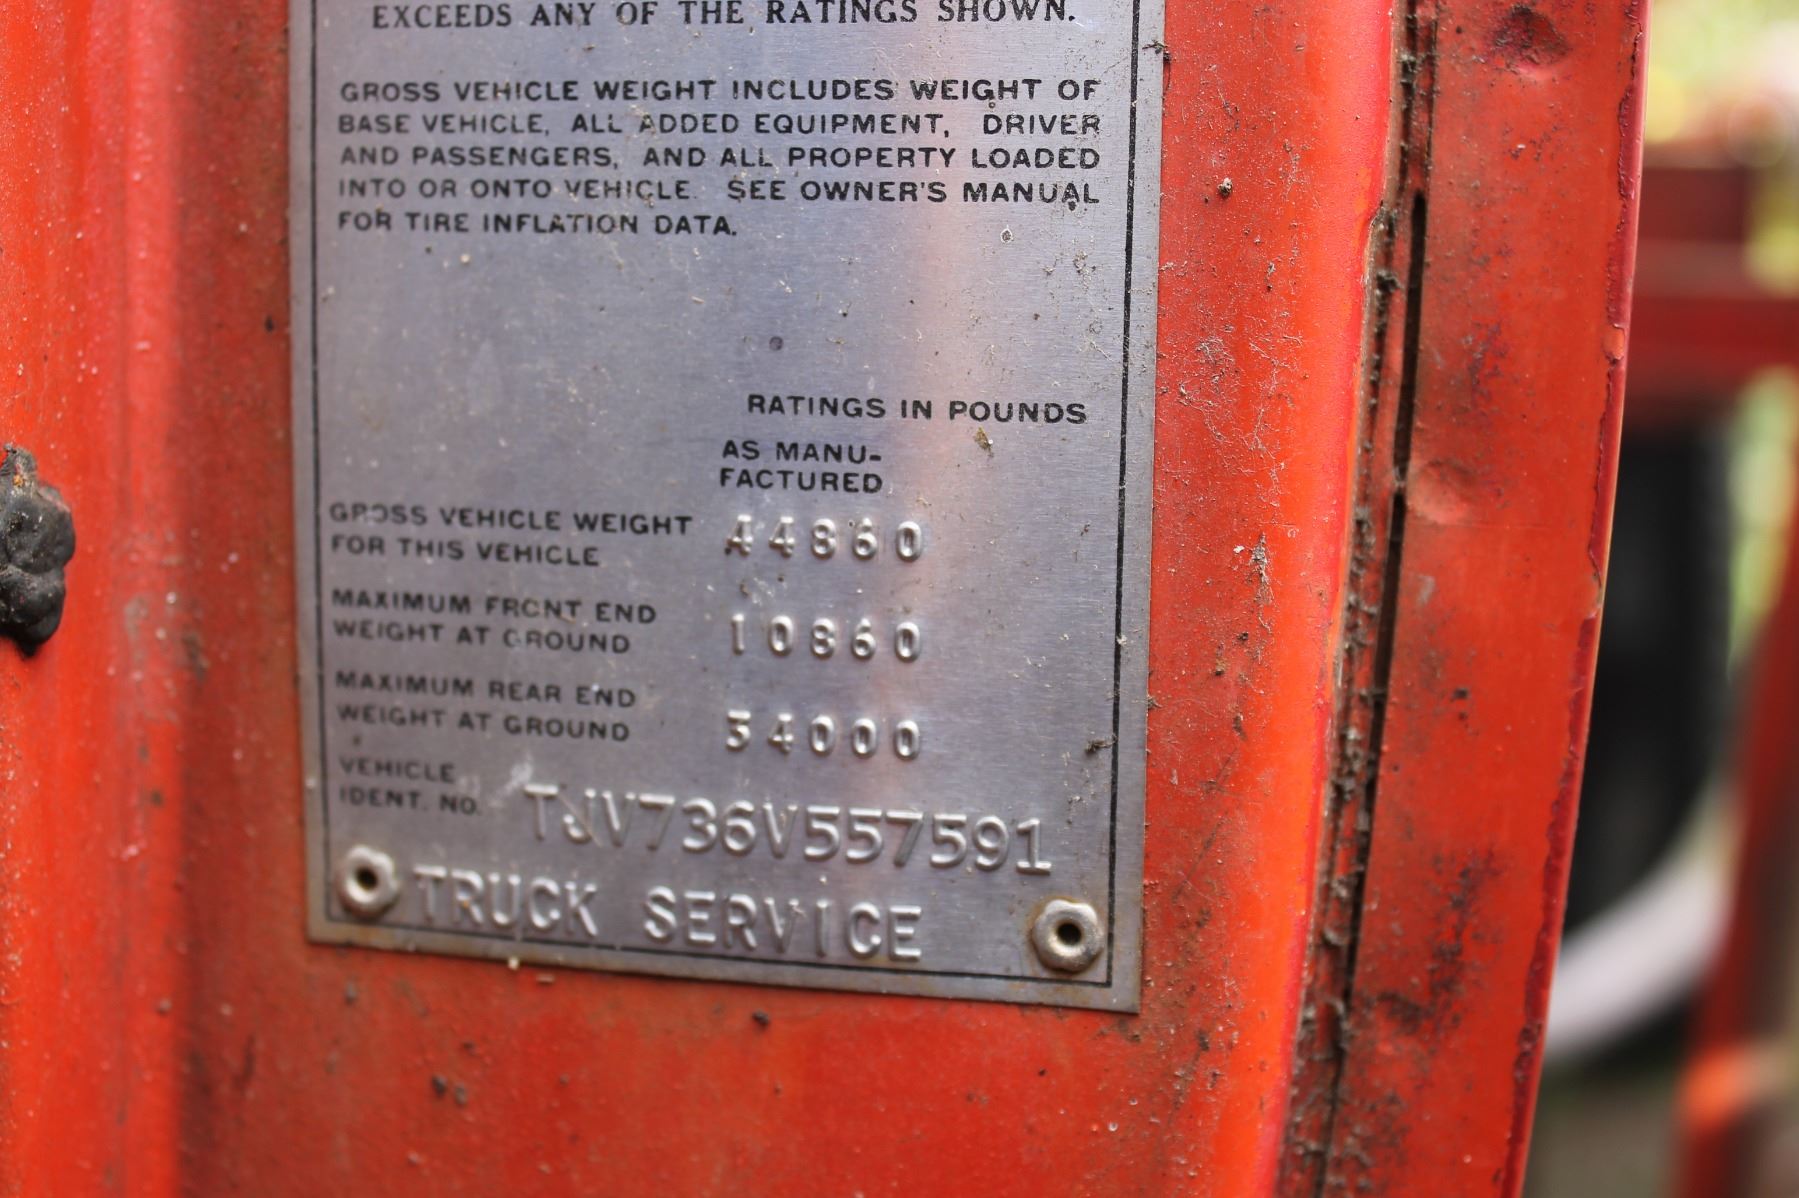 EXCEEDS ANY OF THE RATINGS SHOWN.
GROSS VEHICLE WEIGHT INCLUDES WEIGHT OF
BASE VEHICLE, ALL ADDED EQUIPMENT, DRIVER
AND PASSENGERS, AND ALL PROPERTY LOADED
INTO OR ONTO VEHICLE. SEE OWNER'S MANUAL
FOR TIRE INFLATION DATA.
RATINGS IN POUNDS
AS MANU-
FACTURED
GROSS VEHICLE WEIGHT
FOR THIS VEHICLE 44860
MAXIMUM FRONT END
WEIGHT AT GROUND 10860
MAXIMUM REAR END
WEIGHT AT GROUND 34000
VEHICLE
IDENT. NO. TJV736V557591
TRUCK SERVICE